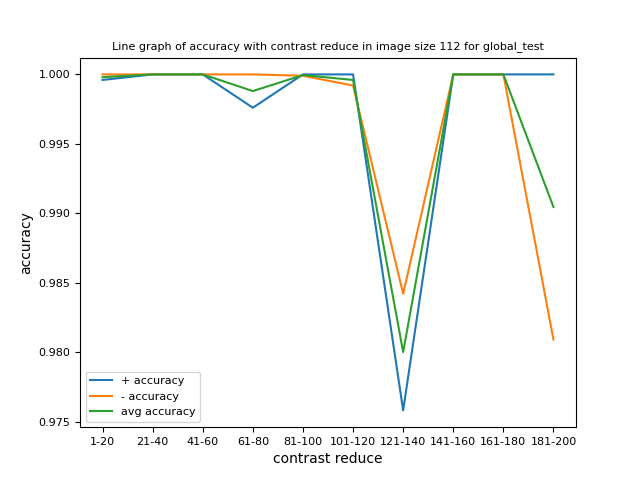 Line graph of accuracy with contrast reduce in image size 112 for global_test
1.000
0.995
0.990
0.985
0.980
0.975
accuracy
+ accuracy
- accuracy
avg accuracy
1-20 21-40 41-60 61-80 81-100 101-120 121-140 141-160 161-180 181-200
contrast reduce